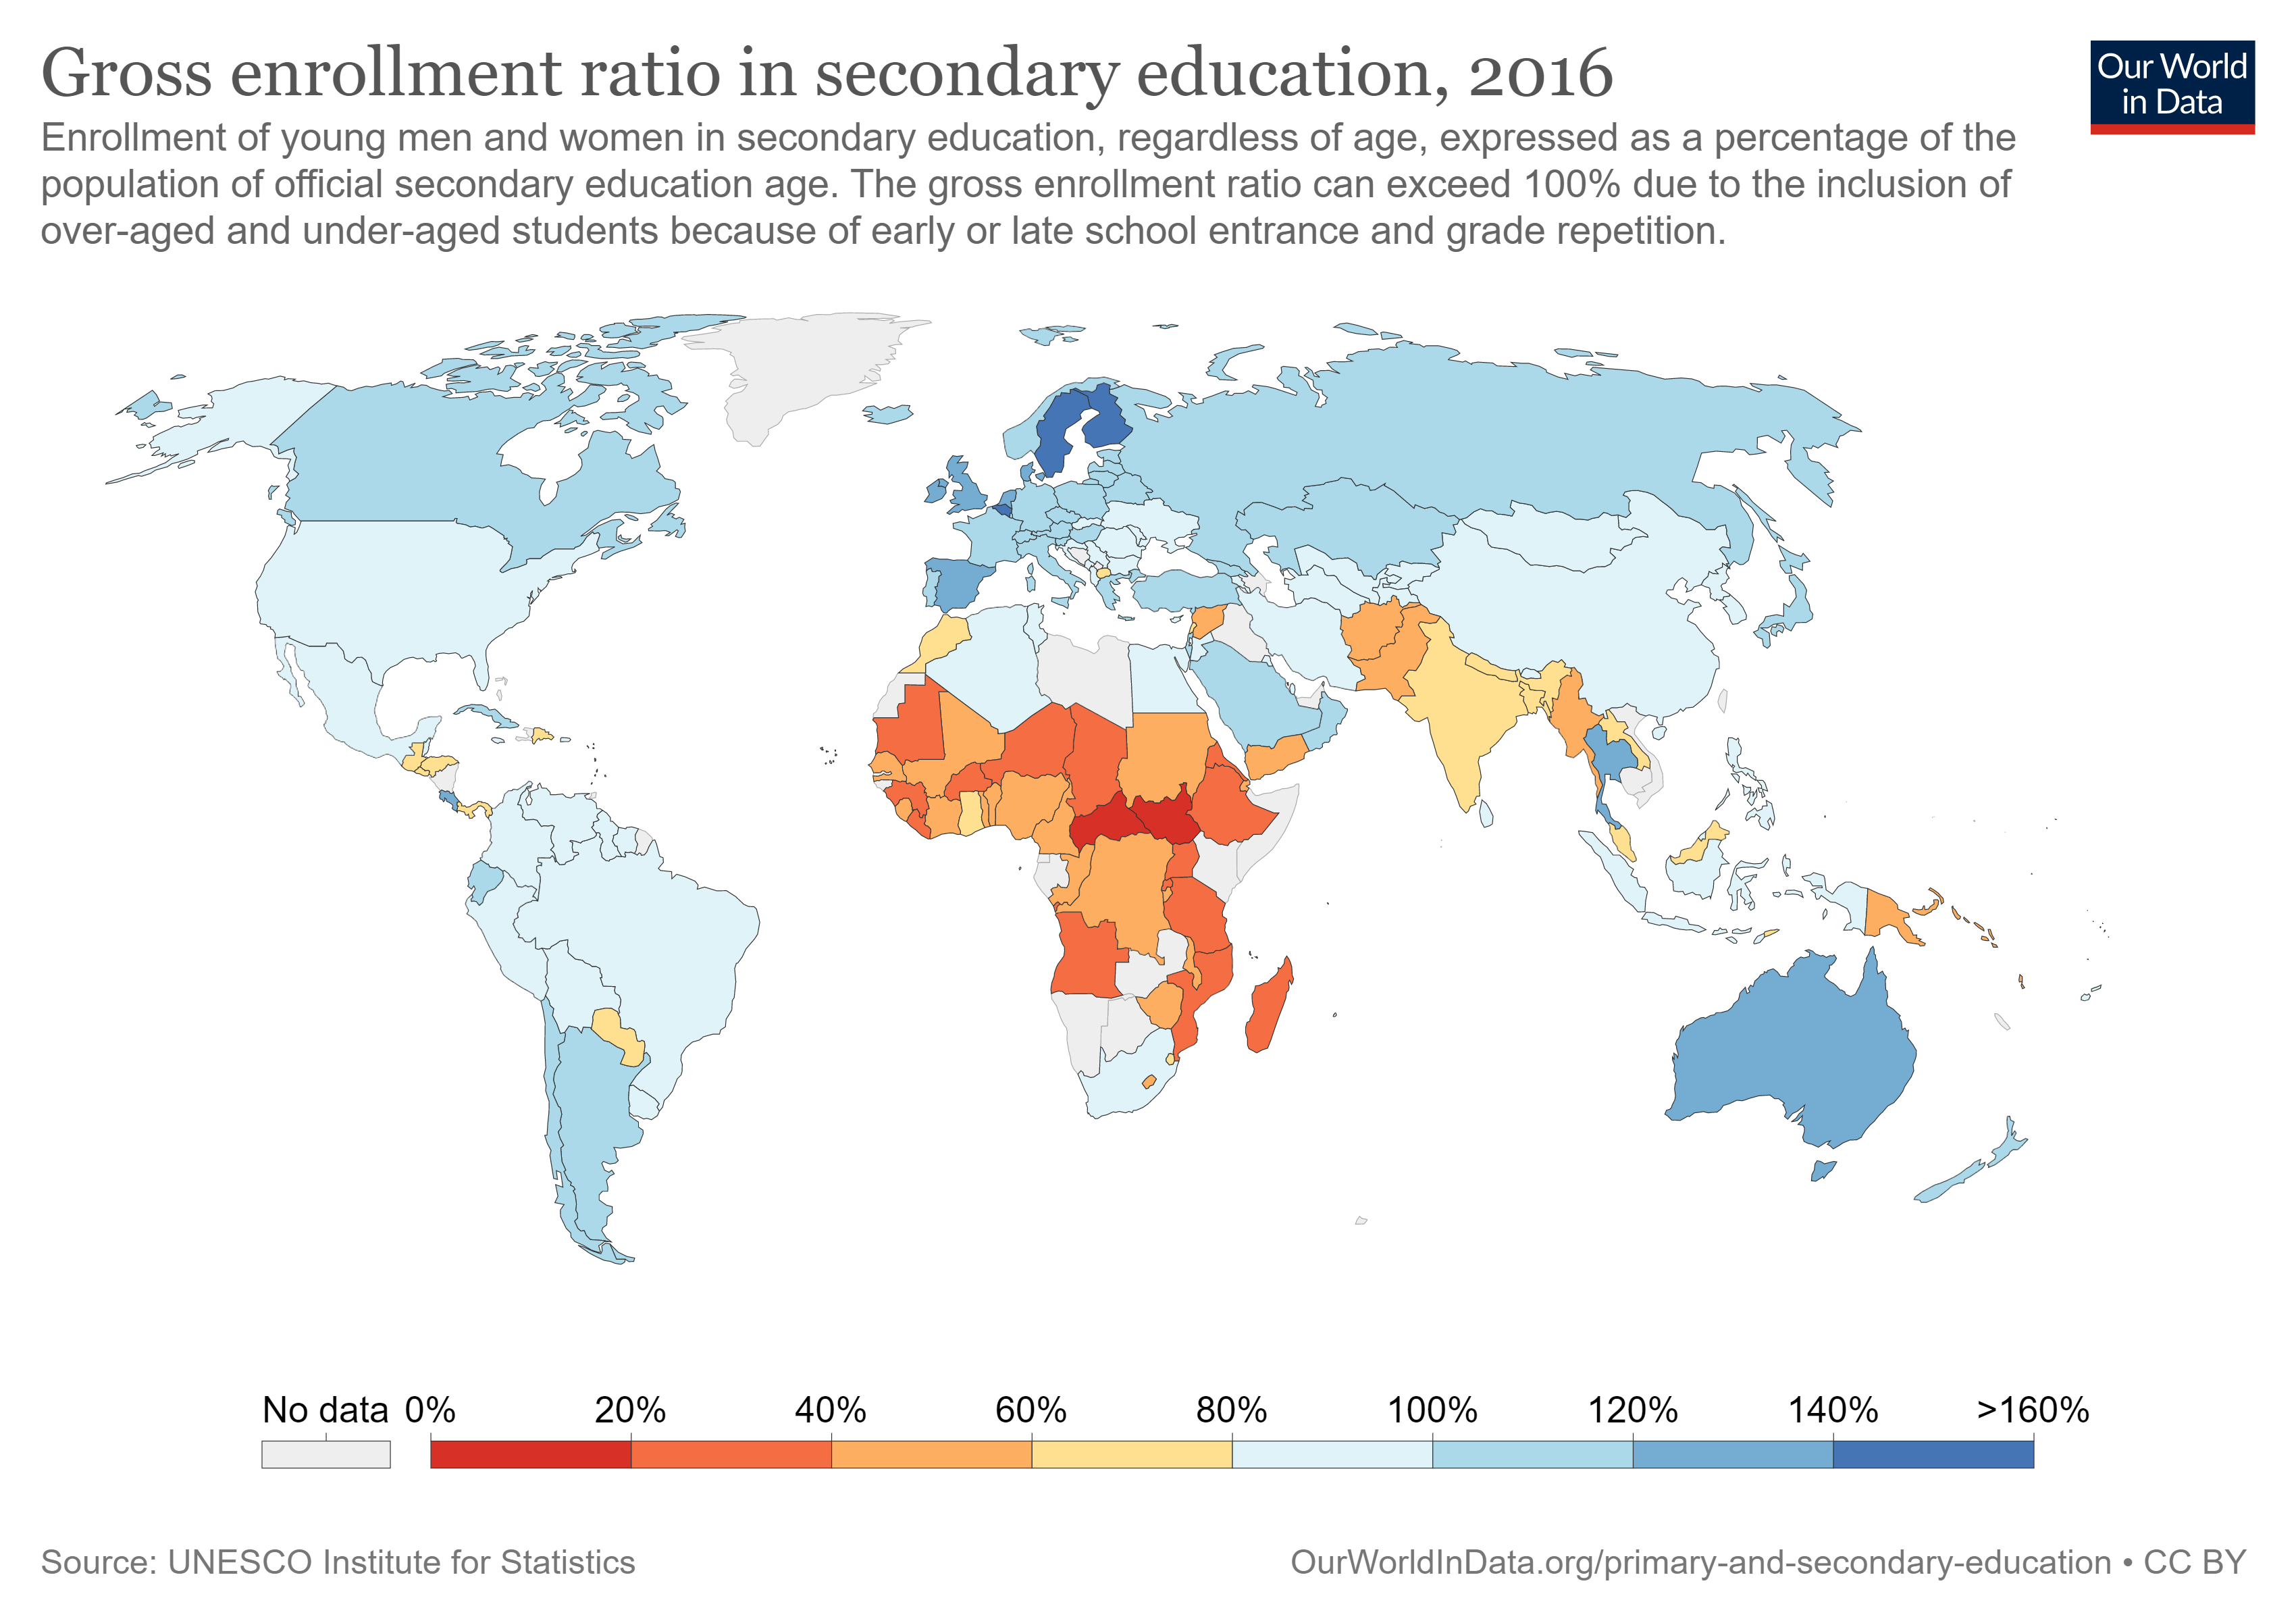 Gross enrollment ratio in secondary education, 2016
Our World
in Data
Enrollment of young men and women in secondary education, regardless of age, expressed as a percentage of the
population of official secondary education age. The gross enrollment ratio can exceed 100% due to the inclusion of
over-aged and under-aged students because of early or late school entrance and grade repetition.
No data 0% 20% 40% 60% 80% 100% 120% 140% >160%
Source: UNESCO Institute for Statistics
OurWorldInData.org/primary-and-secondary-education • CC BY